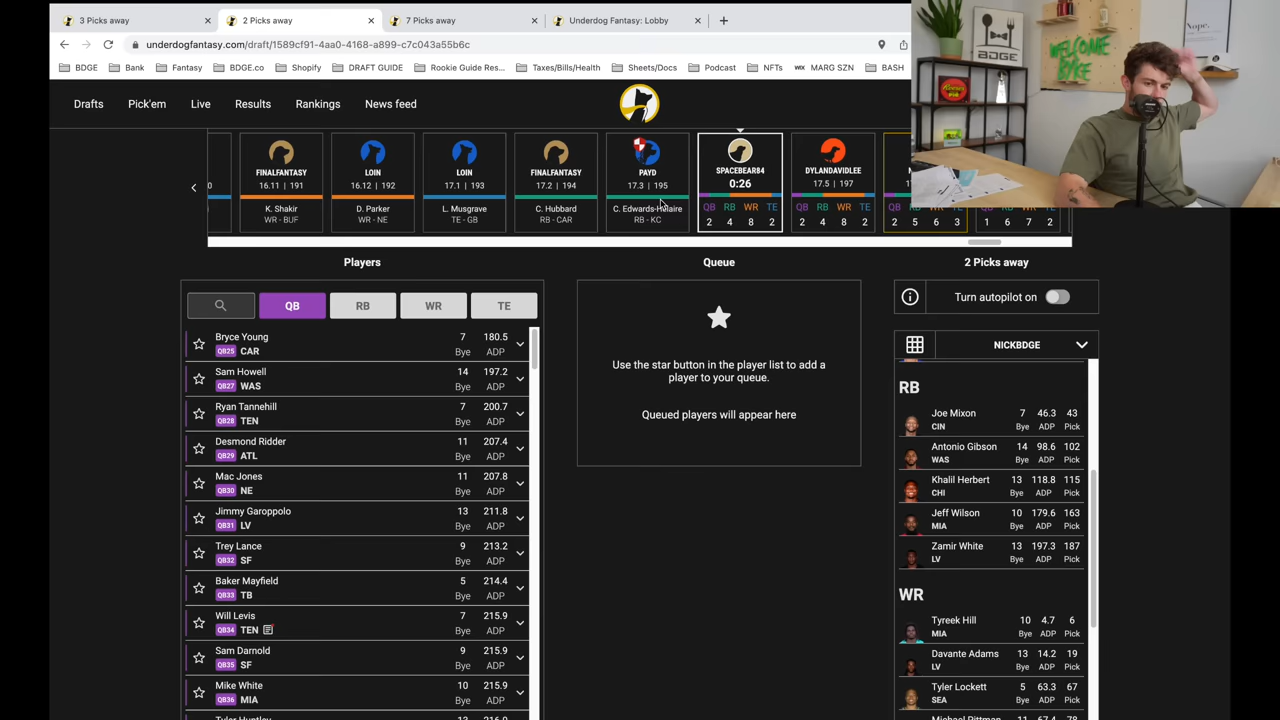 3 Picks away
2 Picks away
7 Picks away
Underdog Fantasy: Lobby
underdogfantasy.com/draft/1589cf91-4aa0-4168-a899-c7c043a55b6c
BDGE Bank Fantasy BDGE.co Shopify DRAFT GUIDE Rookie Guide Res... Taxes/Bills/Health Sheets/Docs Podcast NFTs WIX MARG SZN BASH
BDGE
WELCOME
Drafts Pick'em Live Results Rankings News feed
FINALFANTASY LOIN LOIN FINALFANTASY PAYD SPACEBEAR84 DYLANDAVIDLEE
16.11 | 191 16.12 | 192 17.1 | 193 17.2 | 194 17.3 | 195 0:26 17.5 | 197
K. Shakir D. Parker L. Musgrave C. Hubbard C. Edwards-Helaire QB RB WR TE QB RB WR TE QB RB WR TE QB RB WR TE
WR - BUF WR - NE TE - GB RB - CAR RB - KC 2 4 8 2 2 4 8 2 2 5 6 3 1 6 7 2
Players
QB RB WR TE
Bryce Young 7 180.5
QB25 CAR Bye ADP
Sam Howell 14 197.2
QB27 WAS Bye ADP
Ryan Tannehill 7 200.7
QB28 TEN Bye ADP
Desmond Ridder 11 207.4
QB29 ATL Bye ADP
Mac Jones 11 207.8
QB30 NE Bye ADP
Jimmy Garoppolo 13 211.8
QB31 LV Bye ADP
Trey Lance 9 213.2
QB32 SF Bye ADP
Baker Mayfield 5 214.4
QB33 TB Bye ADP
Will Levis 7 215.9
QB34 TEN Bye ADP
Sam Darnold 9 215.9
QB35 SF Bye ADP
Mike White 10 215.9
QB36 MIA Bye ADP
Queue
Use the star button in the player list to add a
player to your queue.
Queued players will appear here
2 Picks away
Turn autopilot on
NICKBDGE
RB
Joe Mixon 7 46.3 43
CIN Bye ADP Pick
Antonio Gibson 14 98.6 102
WAS Bye ADP Pick
Khalil Herbert 13 118.8 115
CHI Bye ADP Pick
Jeff Wilson 10 179.6 163
MIA Bye ADP Pick
Zamir White 13 197.3 187
LV Bye ADP Pick
WR
Tyreek Hill 10 4.7 6
MIA Bye ADP Pick
Davante Adams 13 14.2 19
LV Bye ADP Pick
Tyler Lockett 5 63.3 67
SEA Bye ADP Pick